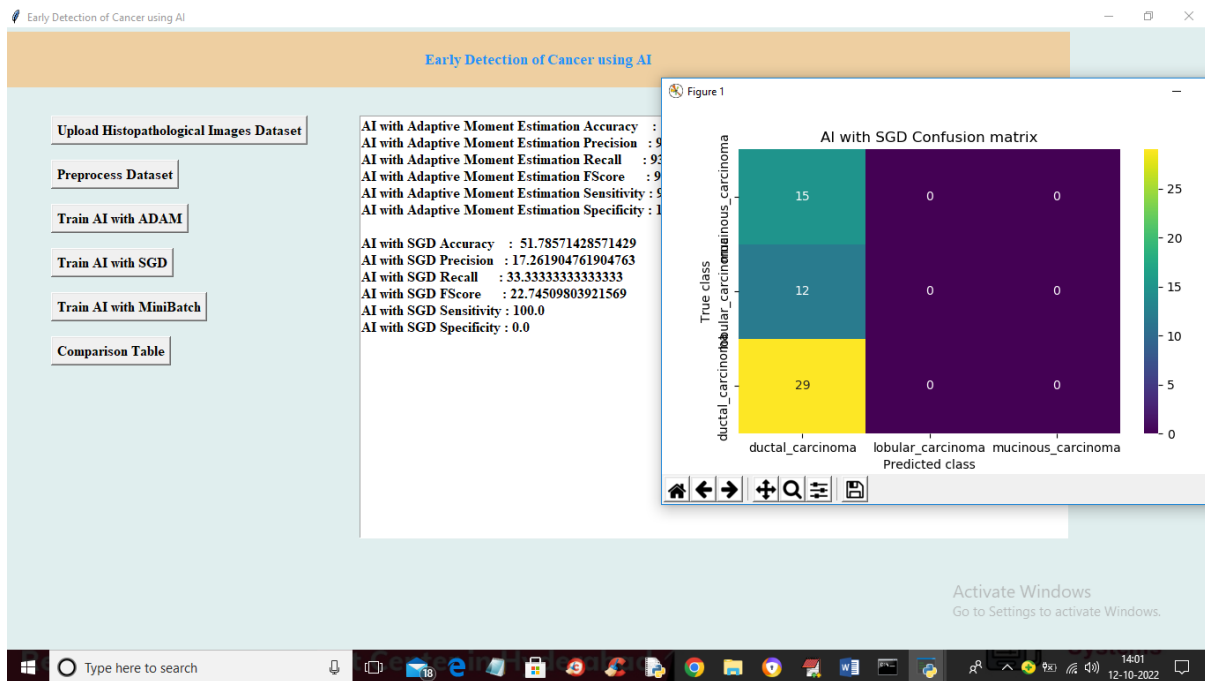 Early Detection of Cancer using AI
Early Detection of Cancer using AI
Upload Histopathological Images Dataset
Preprocess Dataset
Train AI with ADAM
Train AI with SGD
Train AI with MiniBatch
Comparison Table
AI with Adaptive Moment Estimation Accuracy :
AI with Adaptive Moment Estimation Precision : 9
AI with Adaptive Moment Estimation Recall : 93
AI with Adaptive Moment Estimation FScore : 9
AI with Adaptive Moment Estimation Sensitivity : 9
AI with Adaptive Moment Estimation Specificity : 1
AI with SGD Accuracy : 51.78571428571429
AI with SGD Precision : 17.261904761904763
AI with SGD Recall : 33.33333333333333
AI with SGD FScore : 22.74509803921569
AI with SGD Sensitivity : 100.0
AI with SGD Specificity : 0.0
Figure 1
AI with SGD Confusion matrix
True class
mucinous_carcinoma
lobular_carcinoma
ductal_carcinoma
15 0 0
12 0 0
29 0 0
ductal_carcinoma lobular_carcinoma mucinous_carcinoma
Predicted class
25
20
15
10
5
0
Activate Windows
Go to Settings to activate Windows.
Type here to search
18
14:01
12-10-2022